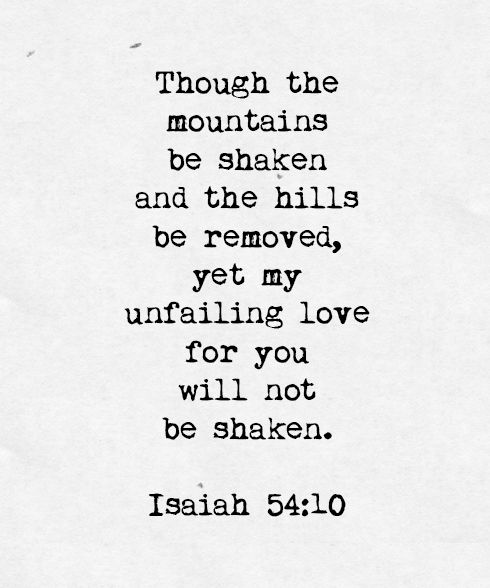 Though the
mountains
be shaken
and the hills
be removed,
yet my
unfailing love
for you
will not
be shaken.
Isaiah 54:10